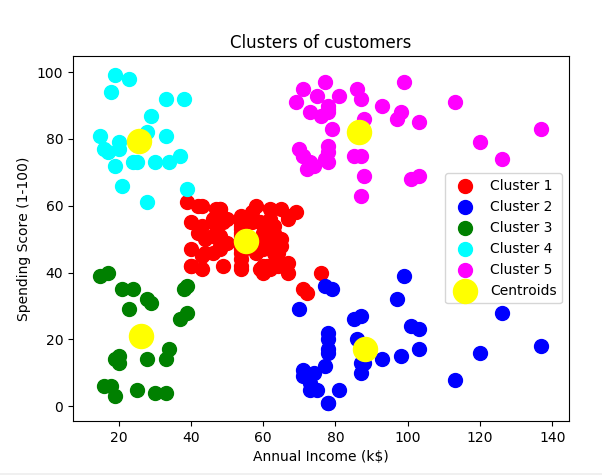 Clusters of customers
Spending Score (1-100)
100
80
60
40
20
0
Cluster 1
Cluster 2
Cluster 3
Cluster 4
Cluster 5
Centroids
20 40 60 80 100 120 140
Annual Income (k$)